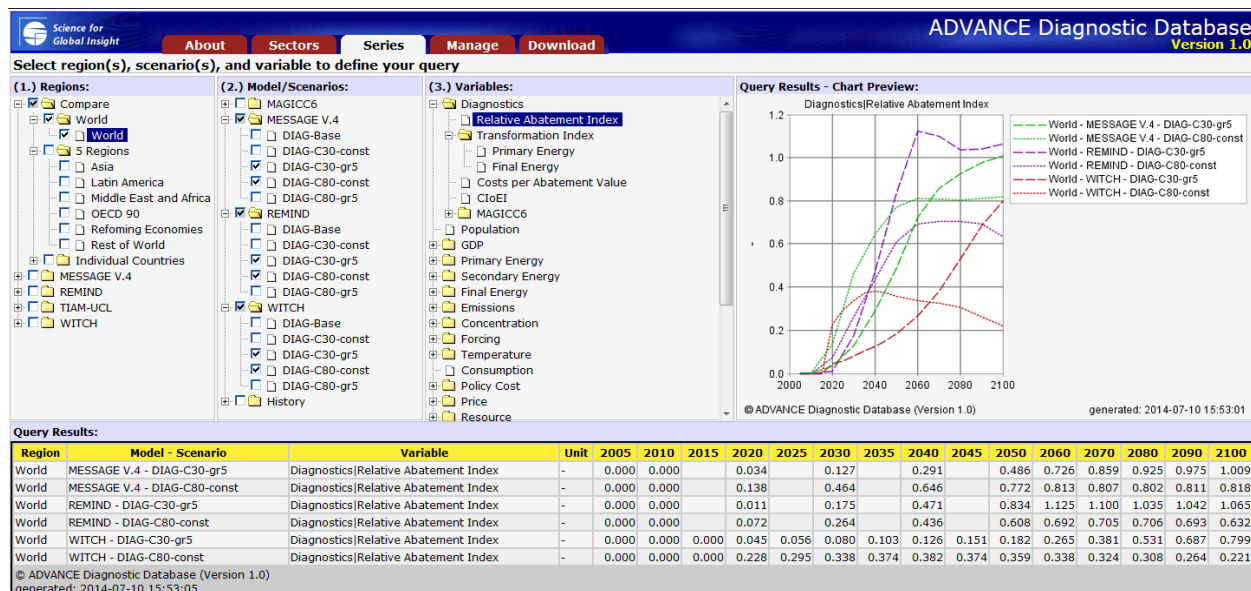 Science for
Global Insight
ADVANCE Diagnostic Database
Version 1.0
About Sectors Series Manage Download
Select region(s), scenario(s), and variable to define your query
(1.) Regions:
Compare
World
World
5 Regions
Asia
Latin America
Middle East and Africa
OECD 90
Refoming Economies
Rest of World
Individual Countries
MESSAGE V.4
REMIND
TIAM-UCL
WITCH
(2.) Model/Scenarios:
MAGICC6
MESSAGE V.4
DIAG-Base
DIAG-C30-const
DIAG-C30-gr5
DIAG-C80-const
DIAG-C80-gr5
REMIND
DIAG-Base
DIAG-C30-const
DIAG-C30-gr5
DIAG-C80-const
DIAG-C80-gr5
WITCH
DIAG-Base
DIAG-C30-const
DIAG-C30-gr5
DIAG-C80-const
DIAG-C80-gr5
History
(3.) Variables:
Diagnostics
Relative Abatement Index
Transformation Index
Primary Energy
Final Energy
Costs per Abatement Value
CIoEI
MAGICC6
Population
GDP
Primary Energy
Secondary Energy
Final Energy
Emissions
Concentration
Forcing
Temperature
Consumption
Policy Cost
Price
Resource
Query Results - Chart Preview:
Diagnostics|Relative Abatement Index
1.2
1.0
0.8
0.6
0.4
0.2
0.0
-
2000 2020 2040 2060 2080 2100
World - MESSAGE V.4 - DIAG-C30-gr5
World - MESSAGE V.4 - DIAG-C80-const
World - REMIND - DIAG-C30-gr5
World - REMIND - DIAG-C80-const
World - WITCH - DIAG-C30-gr5
World - WITCH - DIAG-C80-const
© ADVANCE Diagnostic Database (Version 1.0) generated: 2014-07-10 15:53:01
Query Results:
Region Model - Scenario Variable Unit 2005 2010 2015 2020 2025 2030 2035 2040 2045 2050 2060 2070 2080 2090 2100
World MESSAGE V.4 - DIAG-C30-gr5 Diagnostics|Relative Abatement Index - 0.000 0.000 0.034 0.127 0.291 0.486 0.726 0.859 0.925 0.975 1.009
World MESSAGE V.4 - DIAG-C80-const Diagnostics|Relative Abatement Index - 0.000 0.000 0.138 0.464 0.646 0.772 0.813 0.807 0.802 0.811 0.818
World REMIND - DIAG-C30-gr5 Diagnostics|Relative Abatement Index - 0.000 0.000 0.011 0.175 0.471 0.834 1.125 1.100 1.035 1.042 1.065
World REMIND - DIAG-C80-const Diagnostics|Relative Abatement Index - 0.000 0.000 0.072 0.264 0.436 0.608 0.692 0.705 0.706 0.693 0.632
World WITCH - DIAG-C30-gr5 Diagnostics|Relative Abatement Index - 0.000 0.000 0.000 0.045 0.056 0.080 0.103 0.126 0.151 0.182 0.265 0.381 0.531 0.687 0.799
World WITCH - DIAG-C80-const Diagnostics|Relative Abatement Index - 0.000 0.000 0.000 0.228 0.295 0.338 0.374 0.382 0.374 0.359 0.338 0.324 0.308 0.264 0.221
© ADVANCE Diagnostic Database (Version 1.0)
generated: 2014-07-10 15:53:05